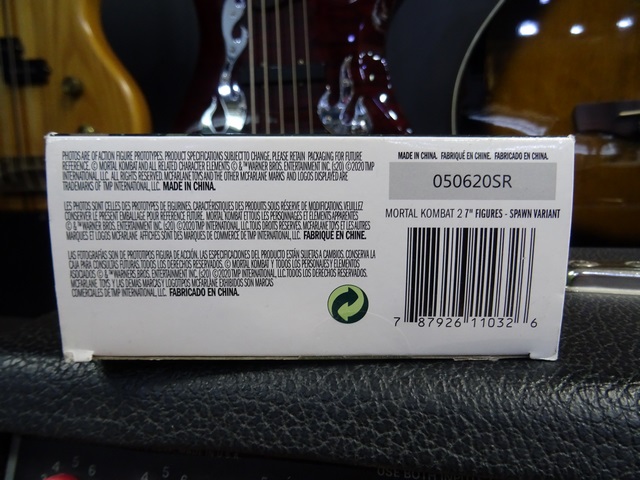 PHOTOS ARE OF ACTION FIGURE PROTOTYPES. PRODUCT SPECIFICATIONS SUBJECT TO CHANGE. PLEASE RETAIN PACKAGING FOR FUTURE
REFERENCE. © MORTAL KOMBAT AND ALL RELATED CHARACTER ELEMENTS © & ™ WARNER BROS. ENTERTAINMENT INC. (s20) ©2020 TMP
INTERNATIONAL, LLC. ALL RIGHTS RESERVED. MCFARLANE TOYS AND THE OTHER MCFARLANE MARKS AND LOGOS DISPLAYED ARE
TRADEMARKS OF TMP INTERNATIONAL, LLC. MADE IN CHINA.
LES PHOTOS SONT CELLES DES PROTOTYPES DE FIGURINES. CARACTÉRISTIQUES DES PRODUITS SOUS RÉSERVE DE MODIFICATIONS. VEUILLEZ
CONSERVER LE PRÉSENT EMBALLAGE POUR RÉFÉRENCE FUTURE. MORTAL KOMBAT ET TOUS LES PERSONNAGES ET ÉLÉMENTS APPARENTÉS
© & ™ WARNER BROS. ENTERTAINMENT INC. (s20) ©2020 TMP INTERNATIONAL, LLC. TOUS DROITS RÉSERVÉS. MCFARLANE TOYS ET LES AUTRES
MARQUES ET LOGOS MCFARLANE AFFICHÉS SONT DES MARQUES DE COMMERCE DE TMP INTERNATIONAL, LLC. FABRIQUÉ EN CHINE.
LAS FOTOGRAFÍAS SON DE PROTOTIPOS FIGURA DE ACCIÓN. LAS ESPECIFICACIONES DEL PRODUCTO ESTÁN SUJETAS A CAMBIOS. CONSERVA LA
CAJA PARA CONSULTAS FUTURAS. TODOS LOS DERECHOS RESERVADOS. © MORTAL KOMBAT Y TODOS LOS PERSONAJES Y ELEMENTOS
ASOCIADOS © & ™ WARNER BROS. ENTERTAINMENT INC. (s20) ©2020 TMP INTERNATIONAL, LLC. TODOS LOS DERECHOS RESERVADOS.
MCFARLANE TOYS Y LAS DEMÁS MARCAS Y LOGOTIPOS MCFARLANE EXHIBIDOS SON MARCAS
COMERCIALES DE TMP INTERNATIONAL, LLC. FABRICADO EN CHINA.
MADE IN CHINA. FABRIQUÉ EN CHINE. FABRICADO EN CHINA.
050620SR
MORTAL KOMBAT 2 7" FIGURES - SPAWN VARIANT
7 87926 11032 6
4 5 6
4 5 6
USE BOTH